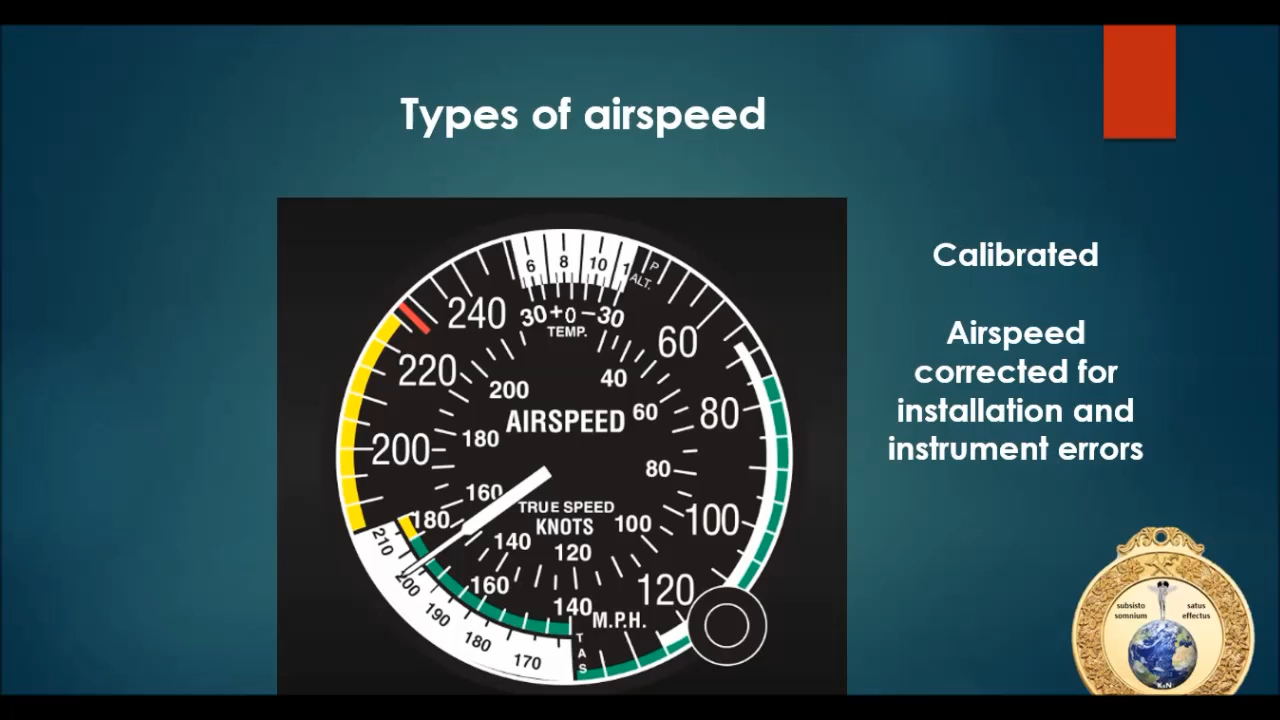 Types of airspeed
6 8 10 1
P
ALT.
30 + 0 - 30
TEMP.
240
60
220
200
40
AIRSPEED
60
80
200
180
80
160
TRUE SPEED
KNOTS
180
100
100
140
120
160
140
120
M.P.H.
210
200
190
180
170
T
A
S
Calibrated
Airspeed
corrected for
installation and
instrument errors
subsisto
somnium
satus
effectus